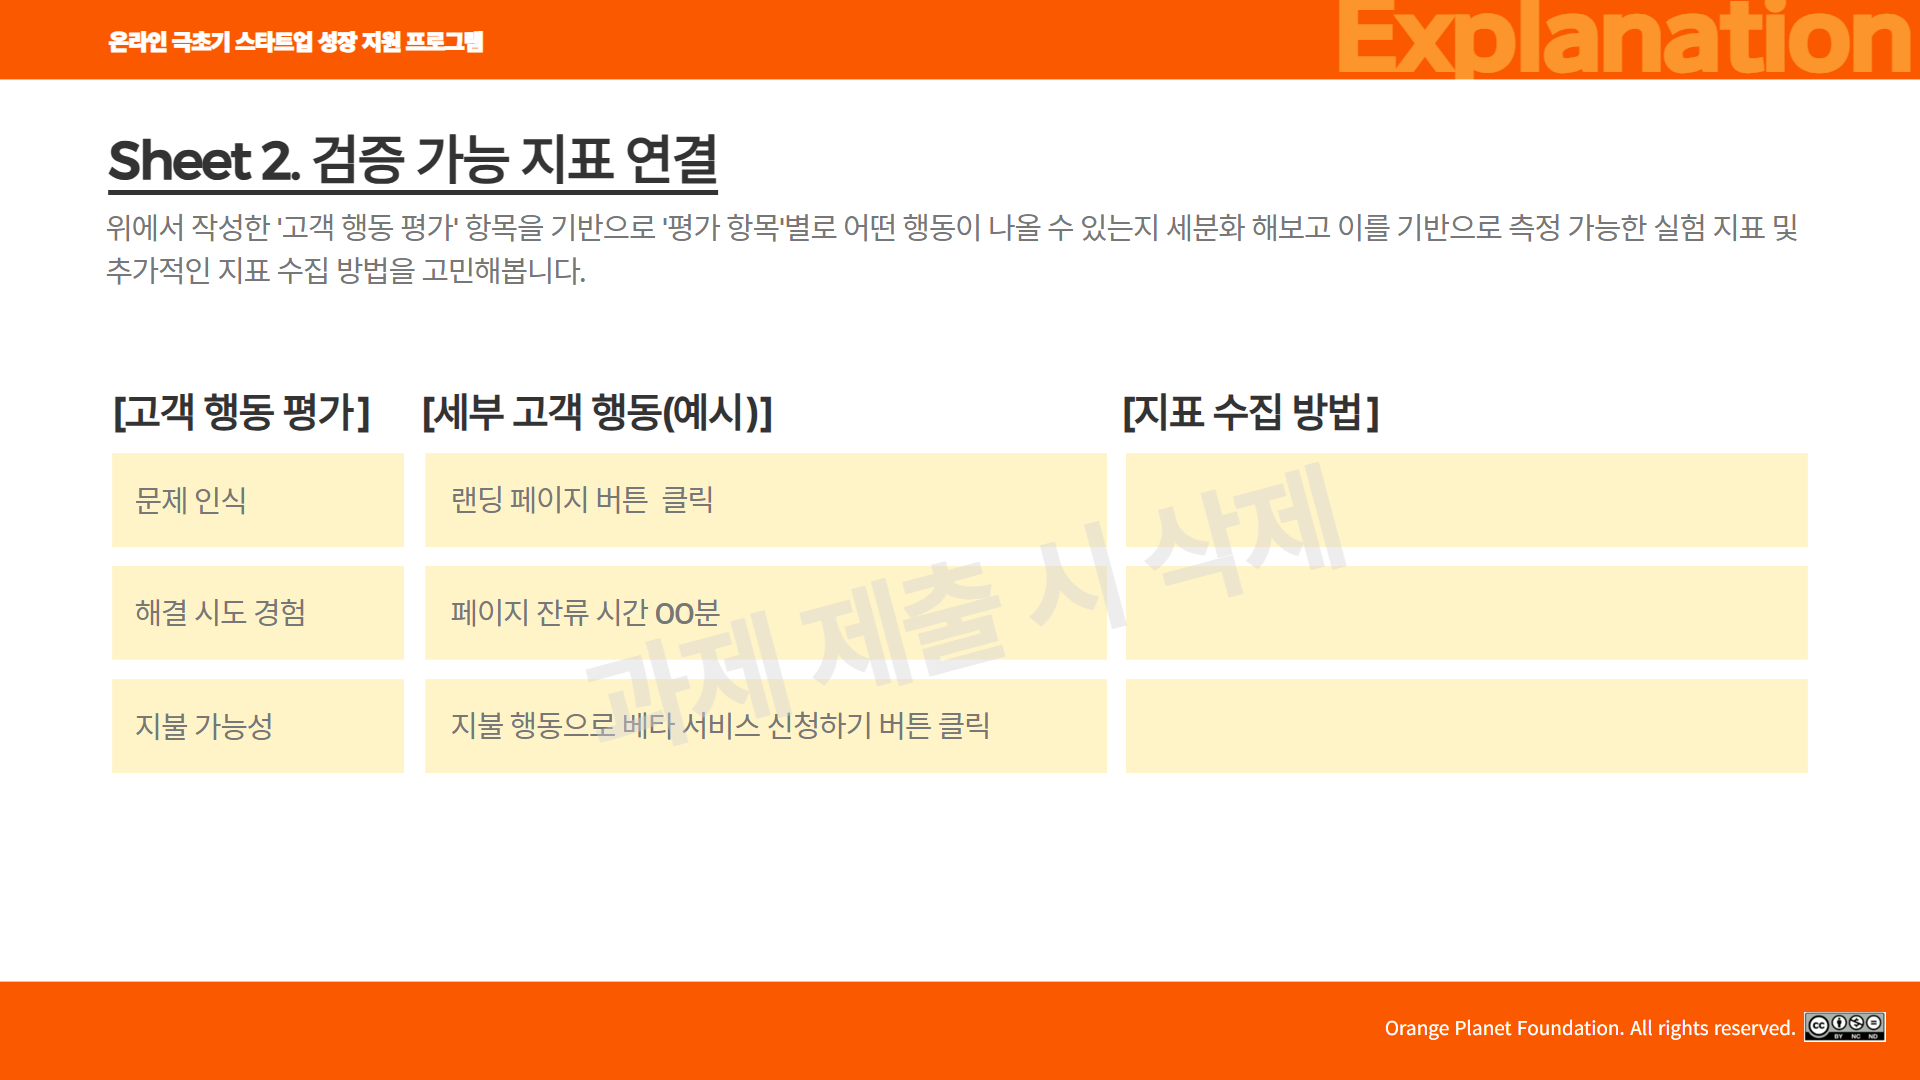 온라인 극초기 스타트업 성장 지원 프로그램
Explanation
Sheet 2. 검증 가능 지표 연결
위에서 작성한 '고객 행동 평가' 항목을 기반으로 '평가 항목'별로 어떤 행동이 나올 수 있는지 세분화 해보고 이를 기반으로 측정 가능한 실험 지표 및
추가적인 지표 수집 방법을 고민해봅니다.
[고객 행동 평가] [세부 고객 행동(예시)] [지표 수집 방법]
문제 인식 랜딩 페이지 버튼 클릭
해결 시도 경험 페이지 잔류 시간 OO분
지불 가능성 지불 행동으로 베타 서비스 신청하기 버튼 클릭
과제 제출 시 삭제
Orange Planet Foundation. All rights reserved.
CC BY NC ND